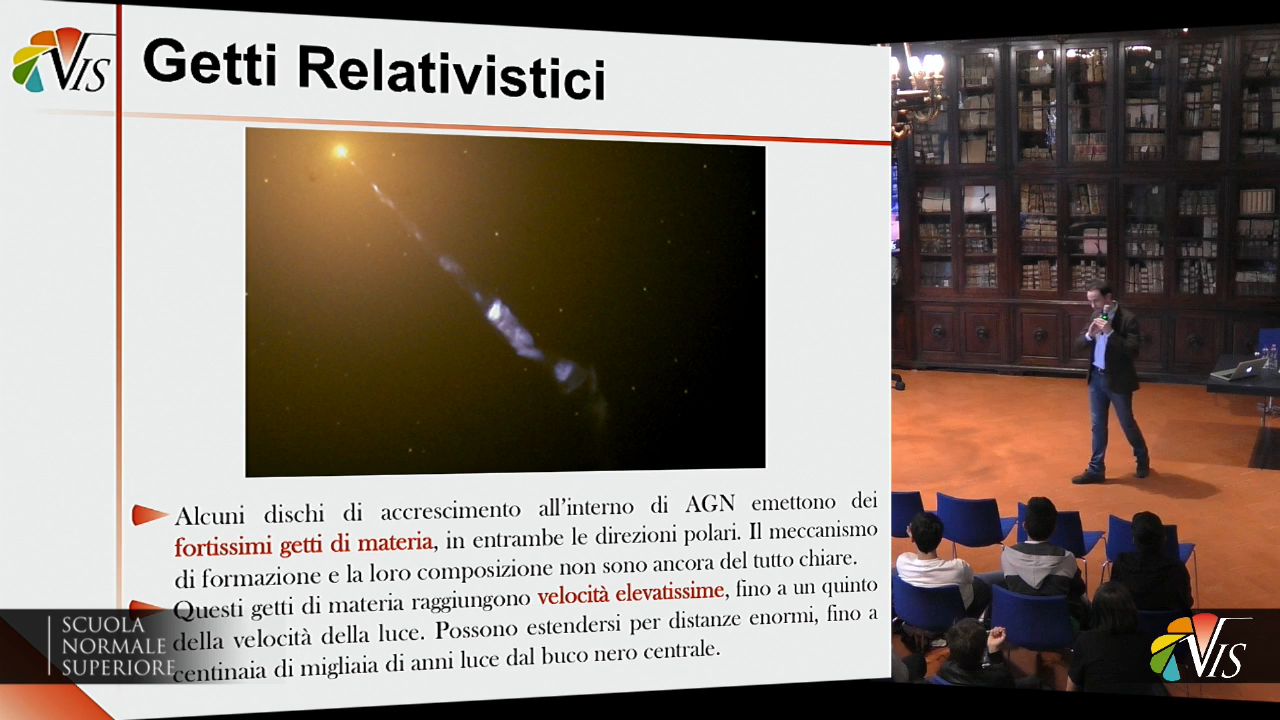 VIS
Getti Relativistici
Alcuni dischi di accrescimento all'interno di AGN emettono dei
fortissimi getti di materia, in entrambe le direzioni polari. Il meccanismo
di formazione e la loro composizione non sono ancora del tutto chiare.
Questi getti di materia raggiungono velocità elevatissime, fino a un quinto
della velocità della luce. Possono estendersi per distanze enormi, fino a
centinaia di migliaia di anni luce dal buco nero centrale.
SCUOLA
NORMALE
SUPERIORE
VIS